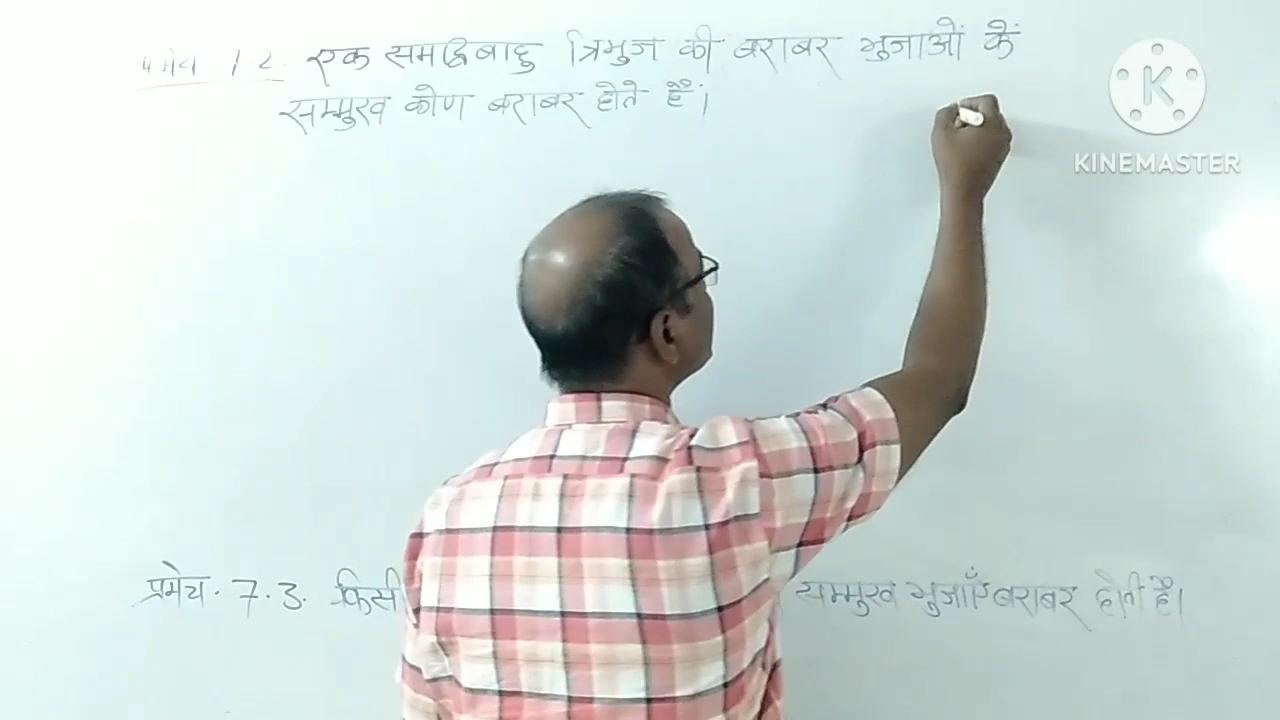 प्रमेय 7.2. एक समद्विबाहु त्रिभुज की बराबर भुजाओं के
सम्मुख कोण बराबर होते हैं।
K
KINEMASTER
प्रमेय. 7.3. किसी सम्मुख भुजाएँ बराबर होती है।